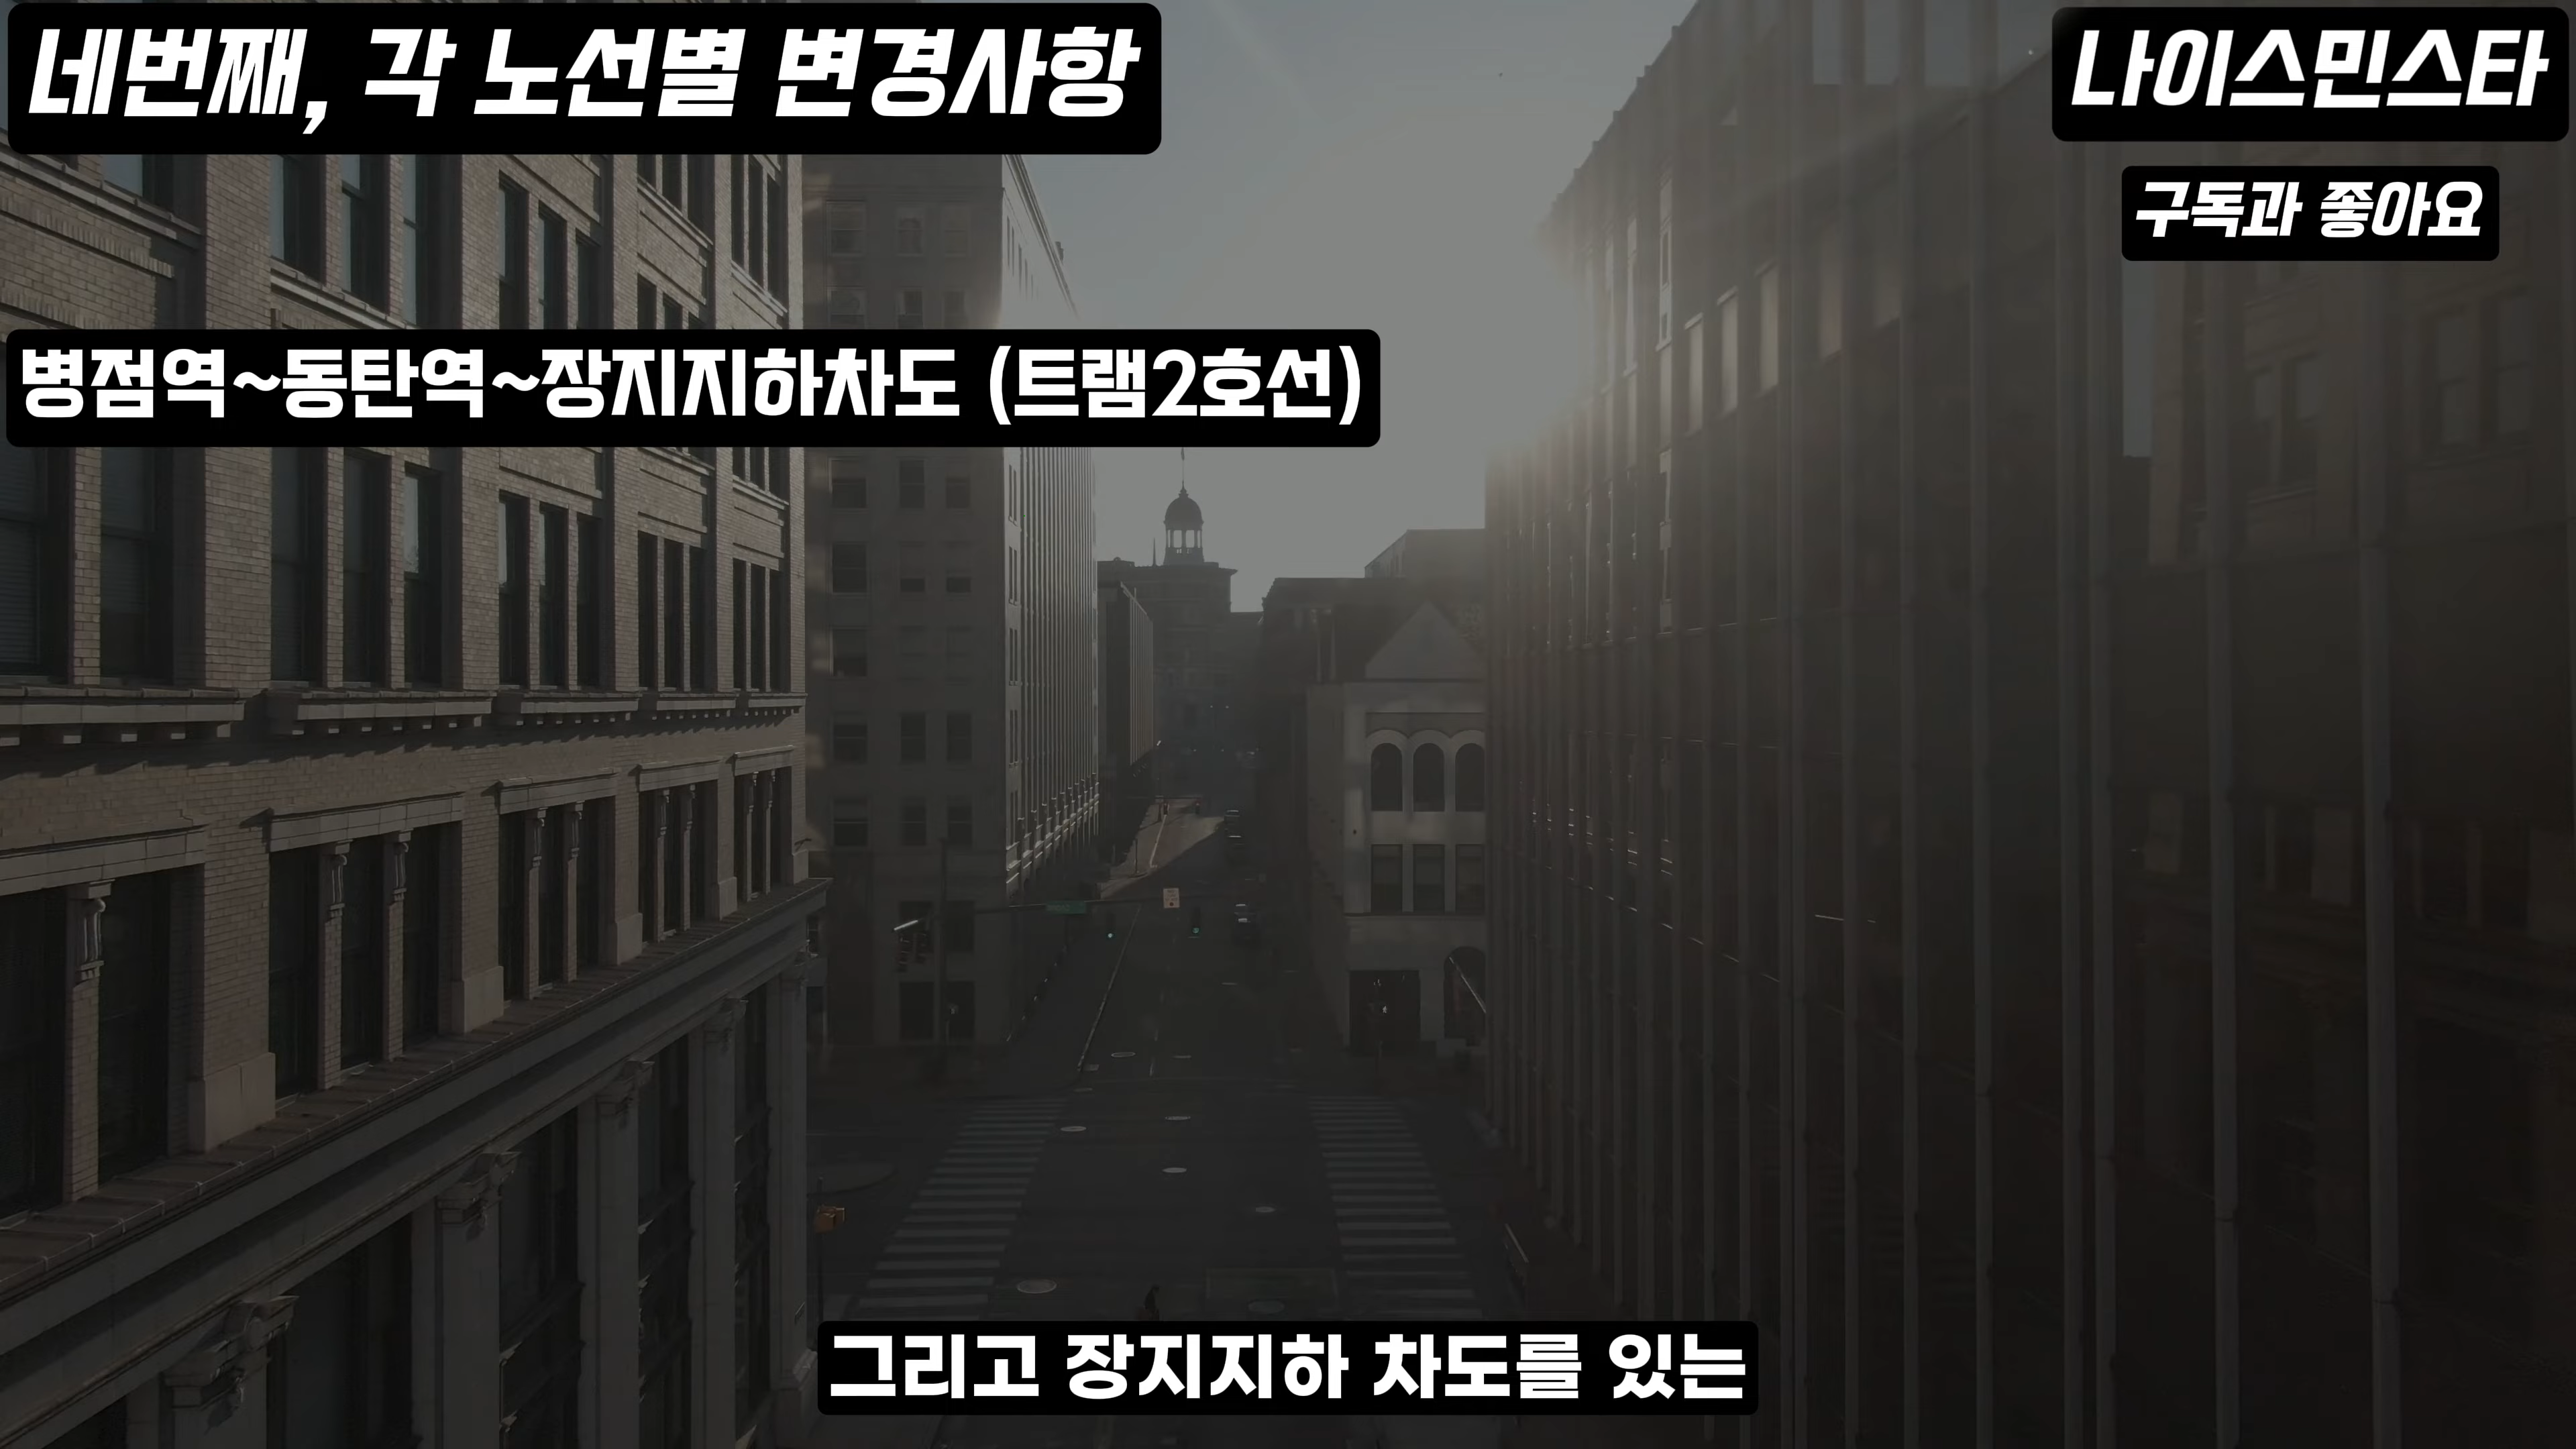 네번째, 각 노선별 변경사항
나이스민스타
구독과 좋아요
병점역~동탄역~장지지하차도 (트램2호선)
그리고 장지지하 차도를 있는